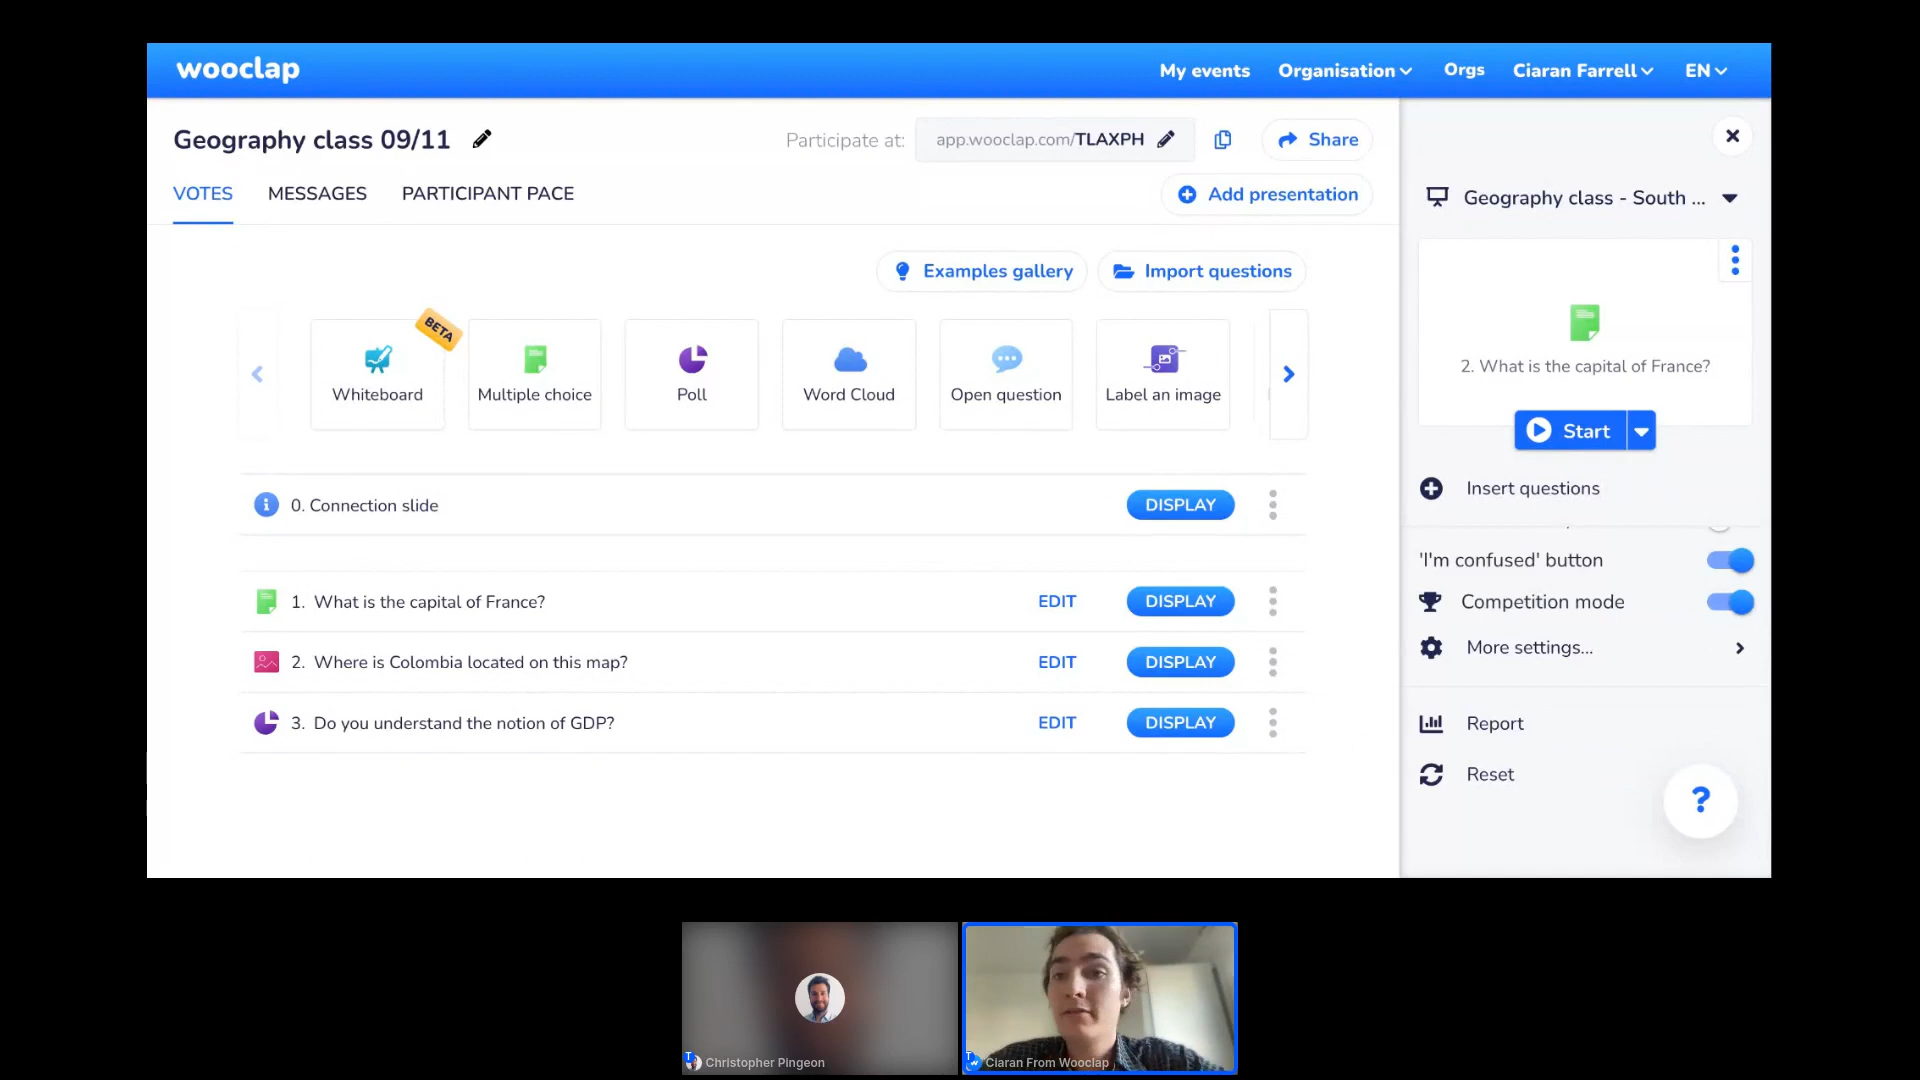 wooclap
My events Organisation Orgs Ciaran Farrell EN
Geography class 09/11
Participate at: app.wooclap.com/TLAXPH Share
VOTES MESSAGES PARTICIPANT PACE
Add presentation
Examples gallery Import questions
BETA
Whiteboard Multiple choice Poll Word Cloud Open question Label an image
0. Connection slide DISPLAY
1. What is the capital of France? EDIT DISPLAY
2. Where is Colombia located on this map? EDIT DISPLAY
3. Do you understand the notion of GDP? EDIT DISPLAY
Geography class - South ...
2. What is the capital of France?
Start
Insert questions
'I'm confused' button
Competition mode
More settings...
Report
Reset
?
T Christopher Pingeon
T Ciaran From Wooclap